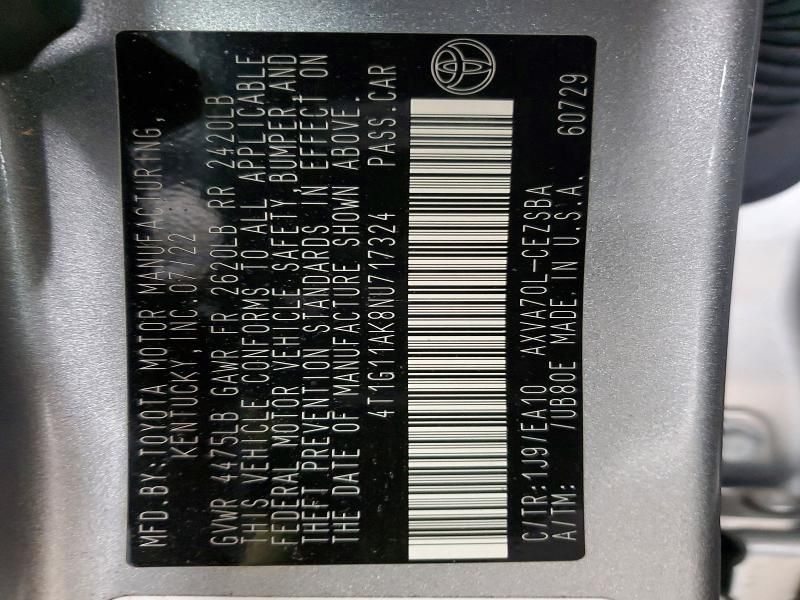 MFD.BY:TOYOTA MOTOR MANUFACTURING,
KENTUCKY, INC. 07/22
GVWR 4475LB GAWR FR 2620LB RR 2420LB
THIS VEHICLE CONFORMS TO ALL APPLICABLE
FEDERAL MOTOR VEHICLE SAFETY, BUMPER, AND
THEFT PREVENTION STANDARDS IN EFFECT ON
THE DATE OF MANUFACTURE SHOWN ABOVE.
4T1G11AK8NU717324 PASS.CAR
C/TR:1J9/EA10 AXVA70L-CEZSBA
A/TM: /UB80E MADE IN U.S.A. 60729